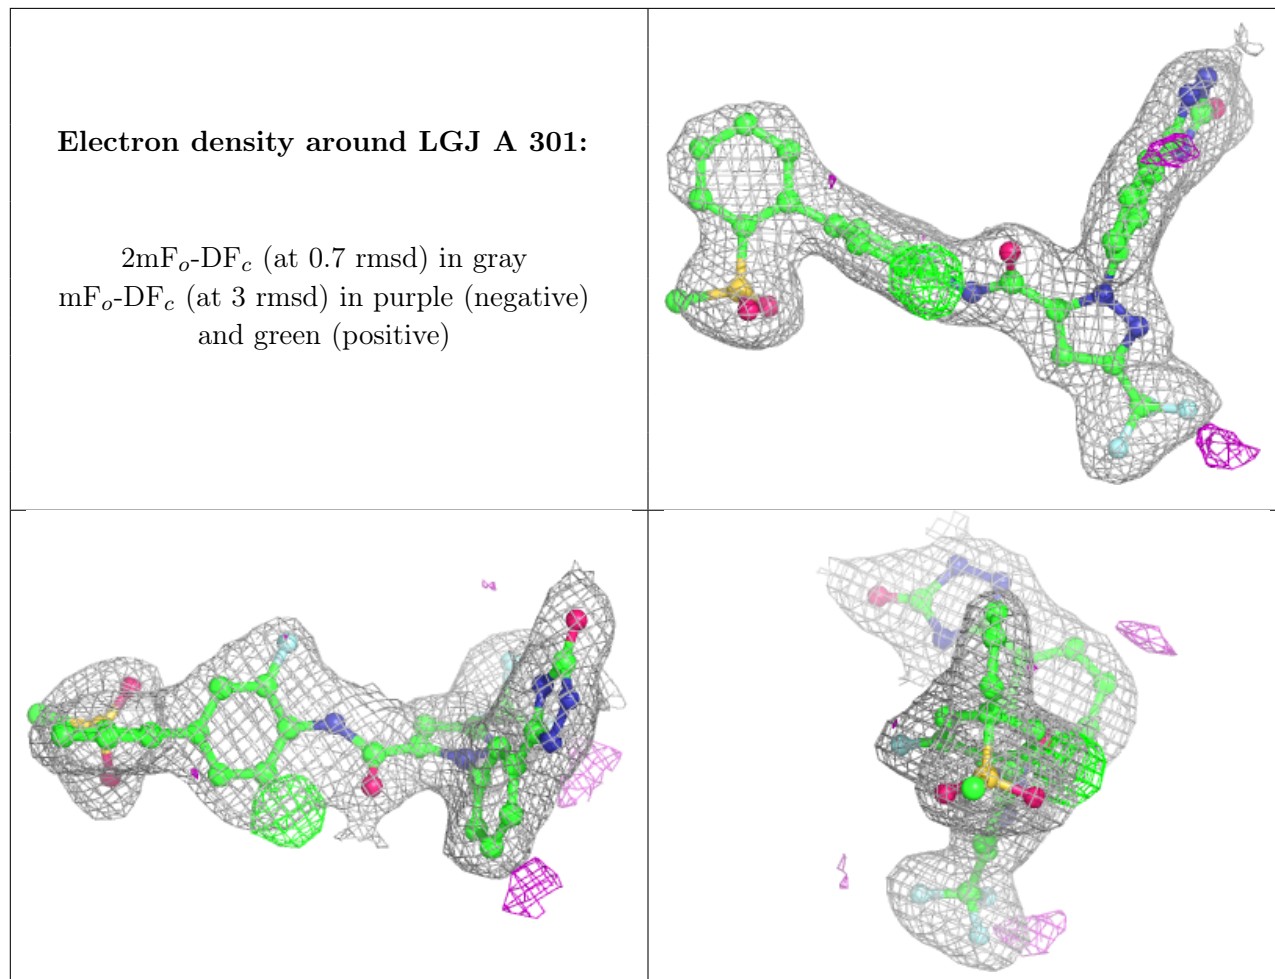 Electron density around LGJ A 301:
2mFo-DFc (at 0.7 rmsd) in gray
mFo-DFc (at 3 rmsd) in purple (negative)
and green (positive)